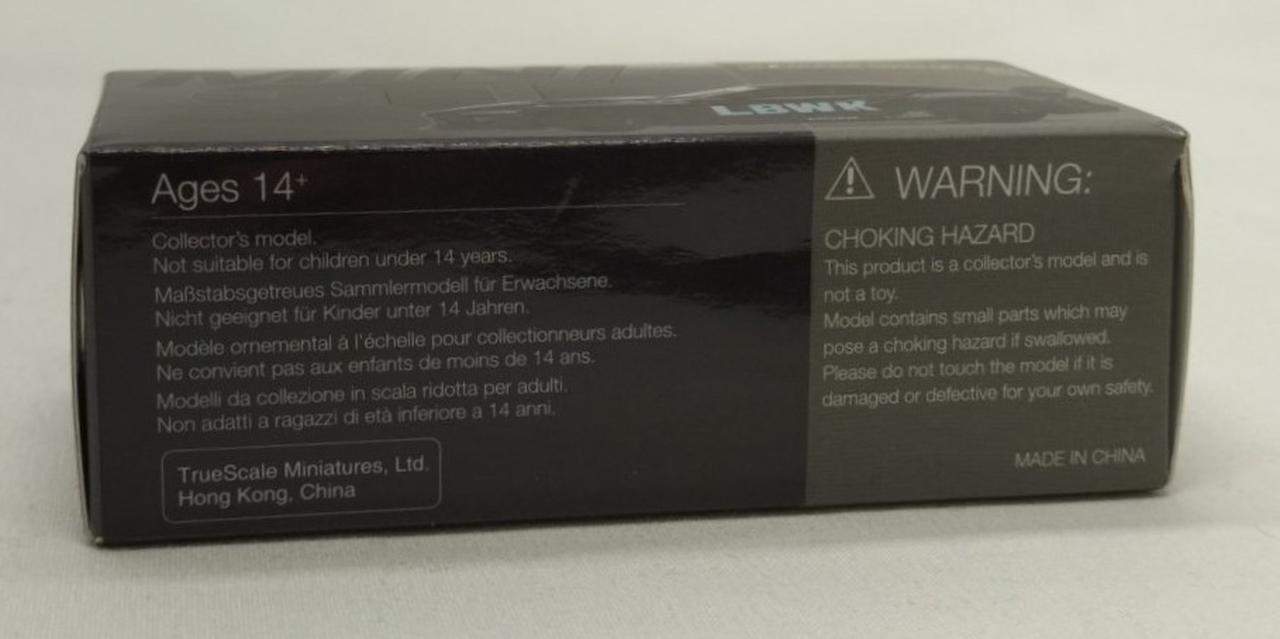 MINI
LBWK
Ages 14+
Collector's model.
Not suitable for children under 14 years.
Maßstabsgetreues Sammlermodell für Erwachsene.
Nicht geeignet für Kinder unter 14 Jahren.
Modèle ornemental à l'échelle pour collectionneurs adultes.
Ne convient pas aux enfants de moins de 14 ans.
Modelli da collezione in scala ridotta per adulti.
Non adatti a ragazzi di età inferiore a 14 anni.
TrueScale Miniatures, Ltd.
Hong Kong, China
WARNING:
CHOKING HAZARD
This product is a collector's model and is
not a toy.
Model contains small parts which may
pose a choking hazard if swallowed.
Please do not touch the model if it is
damaged or defective for your own safety.
MADE IN CHINA